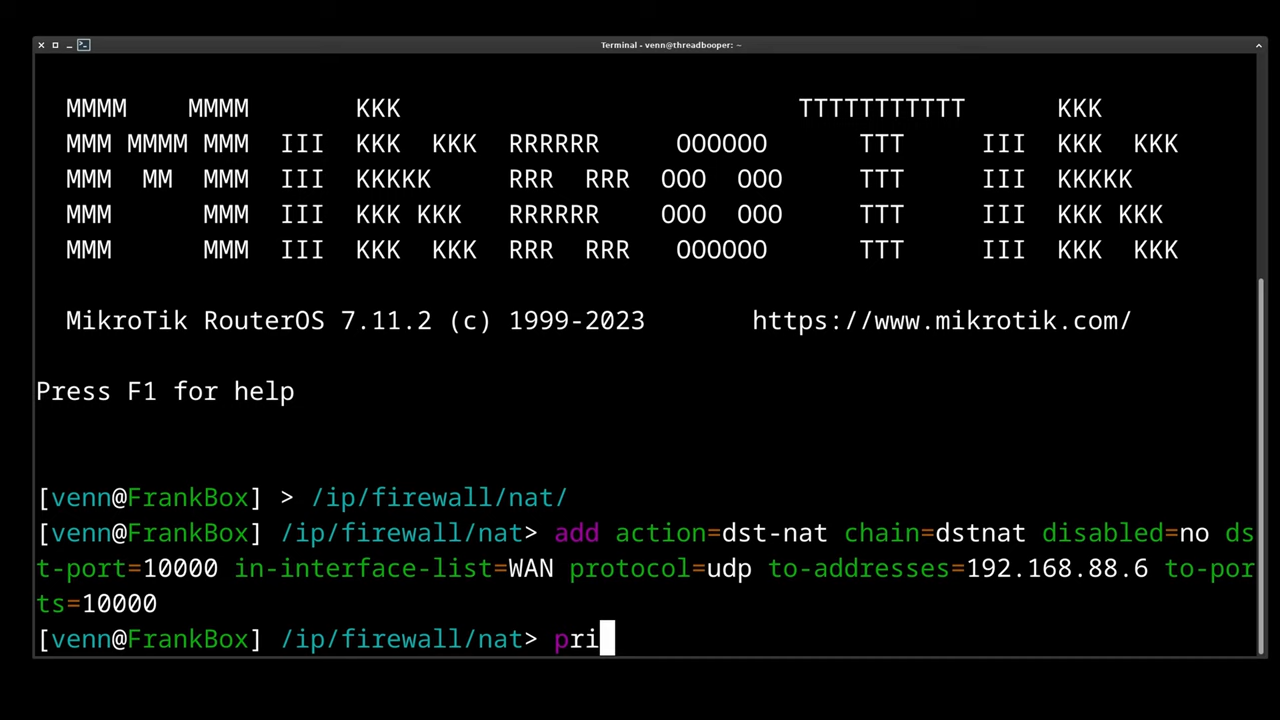 Terminal - venn@threadbooper: ~
MMMM    MMMM       KKK                          TTTTTTTTTTT      KKK
MMM MMMM MMM  III  KKK  KKK  RRRRRR     OOOOOO      TTT     III  KKK  KKK
MMM  MM  MMM  III  KKKKK     RRR  RRR  OOO  OOO     TTT     III  KKKKK
MMM      MMM  III  KKK KKK   RRRRRR    OOO  OOO     TTT     III  KKK KKK
MMM      MMM  III  KKK  KKK  RRR  RRR   OOOOOO      TTT     III  KKK  KKK
MikroTik RouterOS 7.11.2 (c) 1999-2023       https://www.mikrotik.com/
Press F1 for help
[venn@FrankBox] > /ip/firewall/nat/
[venn@FrankBox] /ip/firewall/nat> add action=dst-nat chain=dstnat disabled=no ds
t-port=10000 in-interface-list=WAN protocol=udp to-addresses=192.168.88.6 to-por
ts=10000
[venn@FrankBox] /ip/firewall/nat> pri